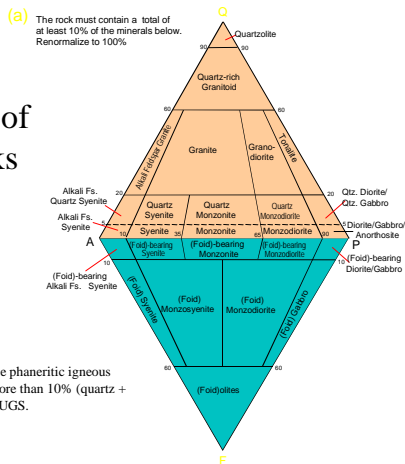 (a) The rock must contain a total of
at least 10% of the minerals below.
Renormalize to 100%
Q
Quartzolite
90
90
Quartz-rich
Granitoid
60
60
of
ks
Alkali Feldspar Granite
Granite
Grano-
diorite
Tonalite
20
20
Alkali Fs.
Quartz Syenite
Quartz
Syenite
Quartz
Monzonite
Quartz
Monzodiorite
Qtz. Diorite/
Qtz. Gabbro
5
5
Alkali Fs.
Syenite
Syenite
Monzonite
Monzodiorite
Diorite/Gabbro/
Anorthosite
10
35
65
90
A
P
(Foid)-bearing
Syenite
(Foid)-bearing
Monzonite
(Foid)-bearing
Monzodiorite
10
10
(Foid)-bearing
Alkali Fs. Syenite
(Foid)-bearing
Diorite/Gabbro
(Foid) Syenite
(Foid)
Monzosyenite
(Foid)
Monzodiorite
(Foid) Gabbro
60
60
(Foid)olites
F
e phaneritic igneous
ore than 10% (quartz +
UGS.